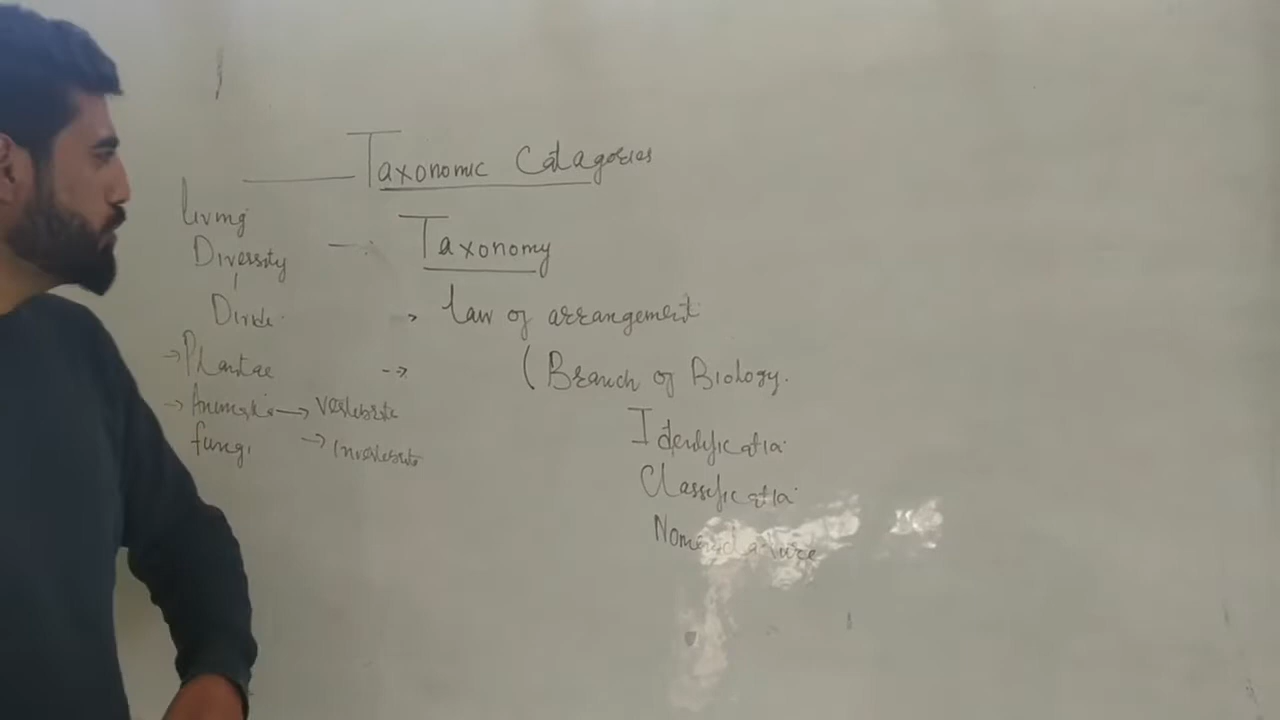 Taxonomic Catagories
living
Diversity → Taxonomy
Divide
→ law of arrangement
→ Plantae
--> (Branch of Biology.
→ Animalia → vertebrate
fungi → invertebrate
Identification
Classification
Nomenclature